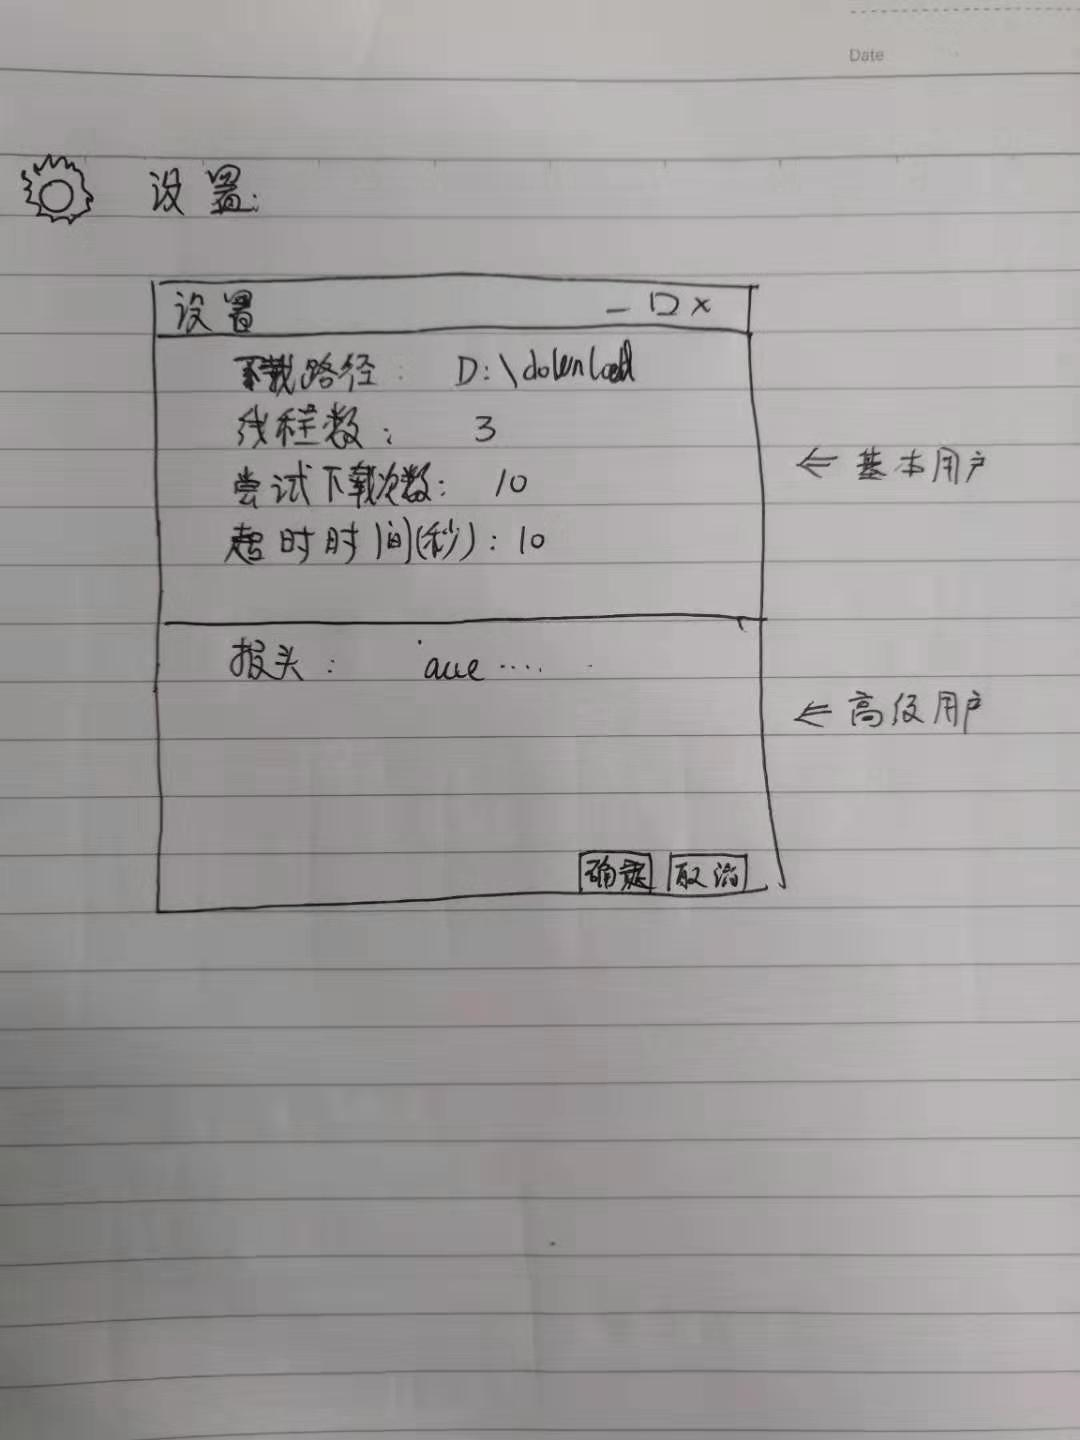 Date
设置:
设置 — 口 ×
下载路径: D:\download
线程数: 3
尝试下载次数: 10
← 基本用户
超时时间(秒): 10
报头:
← 高级用户
确定 取消